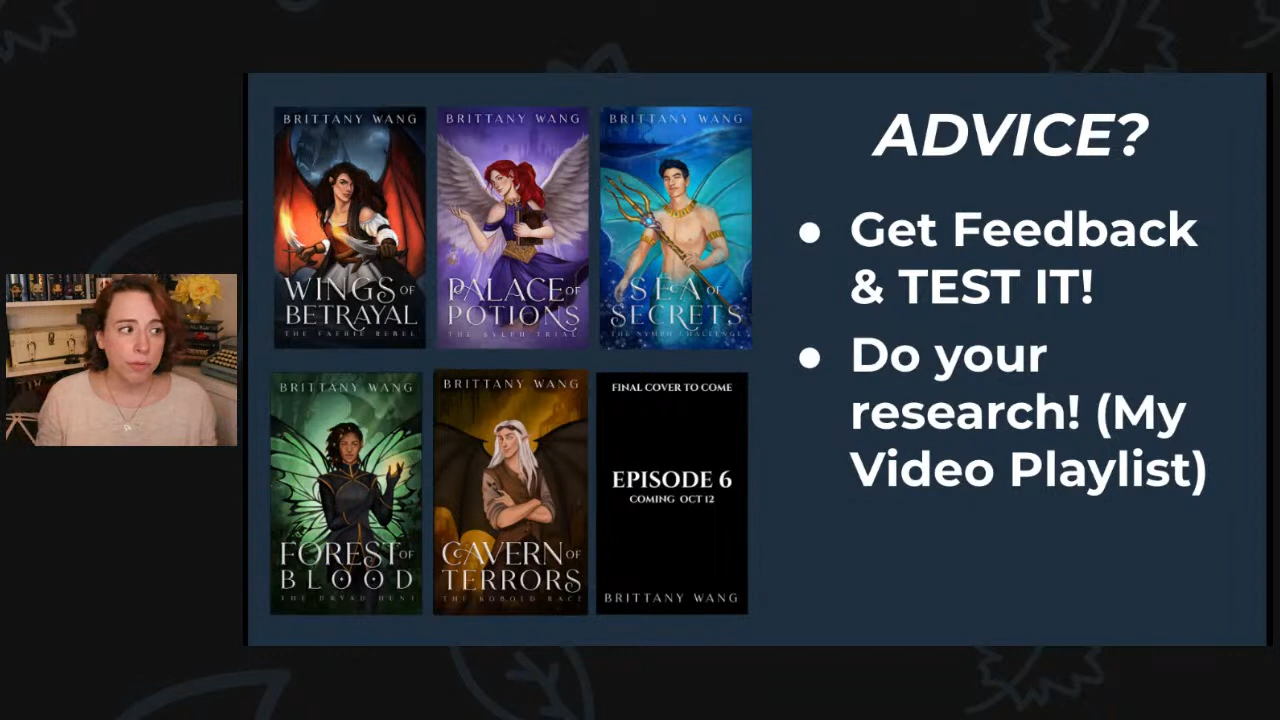 BRITTANY WANG
WINGS OF
BETRAYAL
THE FAERIE REBEL
BRITTANY WANG
PALACE OF
POTIONS
THE SYLPH TRIAL
BRITTANY WANG
SEA OF
SECRETS
THE NYMPH CHALLENGE
BRITTANY WANG
FOREST OF
BLOOD
THE DRYAD HUNT
BRITTANY WANG
CAVERN OF
TERRORS
THE KOBOLD RACE
FINAL COVER TO COME
EPISODE 6
COMING OCT 12
BRITTANY WANG
ADVICE?
• Get Feedback
& TEST IT!
• Do your
research! (My
Video Playlist)